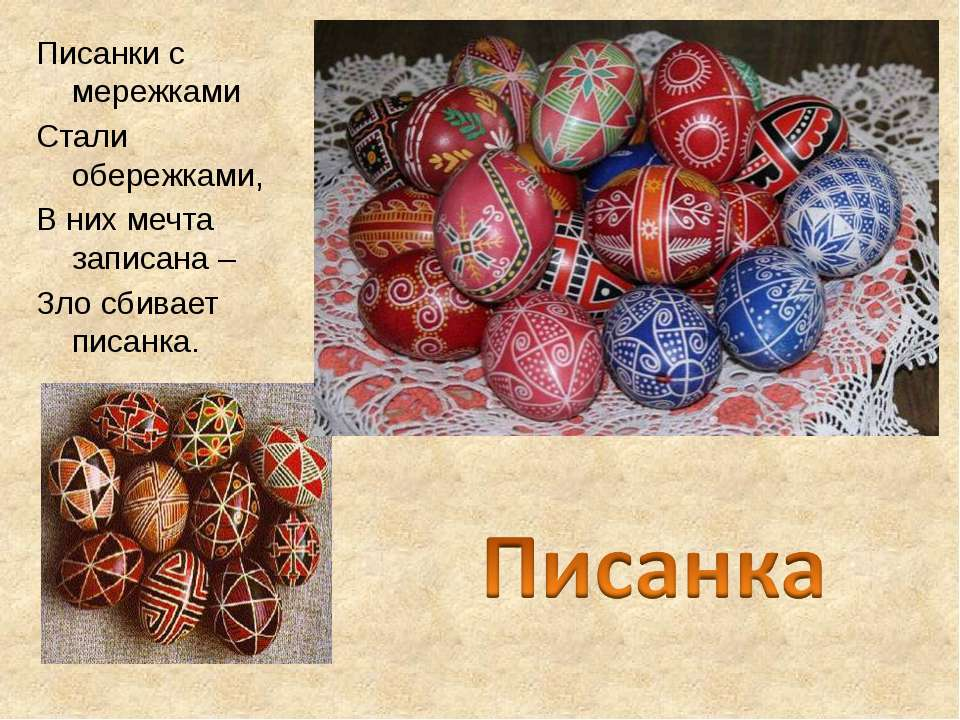 Писанки с
мережками
Стали
обережками,
В них мечта
записана –
Зло сбивает
писанка.
Писанка